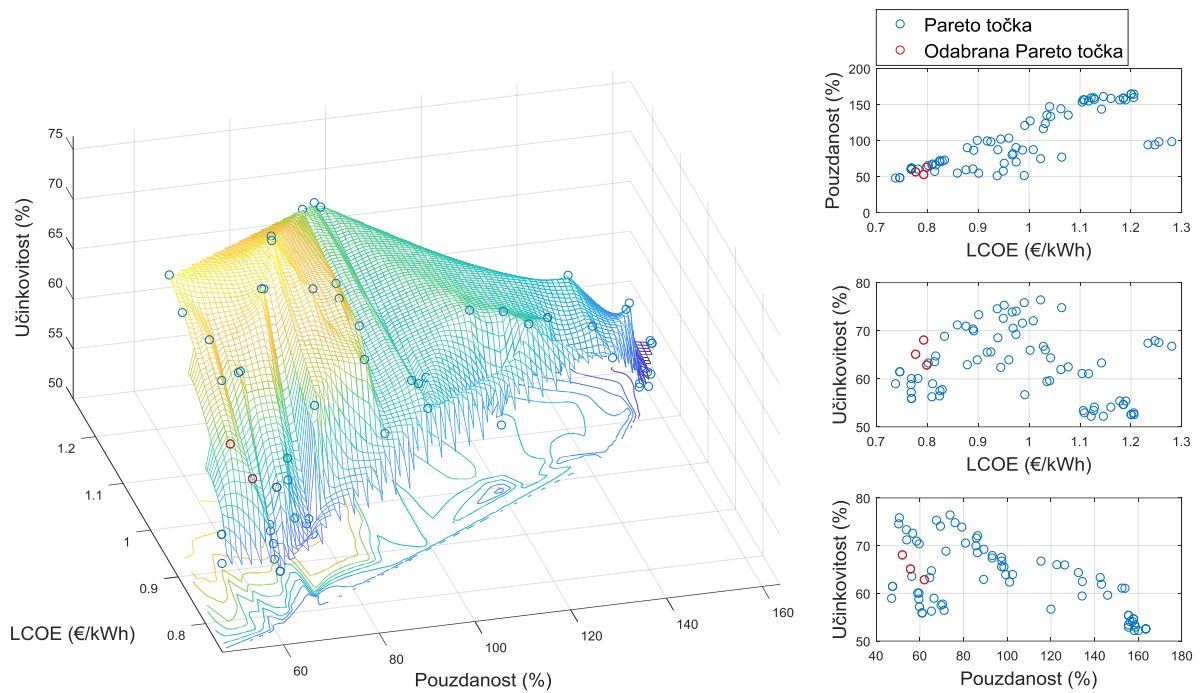 75
70
65
60
55
50
Učinkovitost (%)
1.2
1.1
1
0.9
0.8
LCOE (€/kWh)
60
80
100
120
140
160
Pouzdanost (%)
Pareto točka
Odabrana Pareto točka
200
150
100
50
0
Pouzdanost (%)
0.7 0.8 0.9 1 1.1 1.2 1.3
LCOE (€/kWh)
80
70
60
50
Učinkovitost (%)
0.7 0.8 0.9 1 1.1 1.2 1.3
LCOE (€/kWh)
80
70
60
50
Učinkovitost (%)
40 60 80 100 120 140 160 180
Pouzdanost (%)